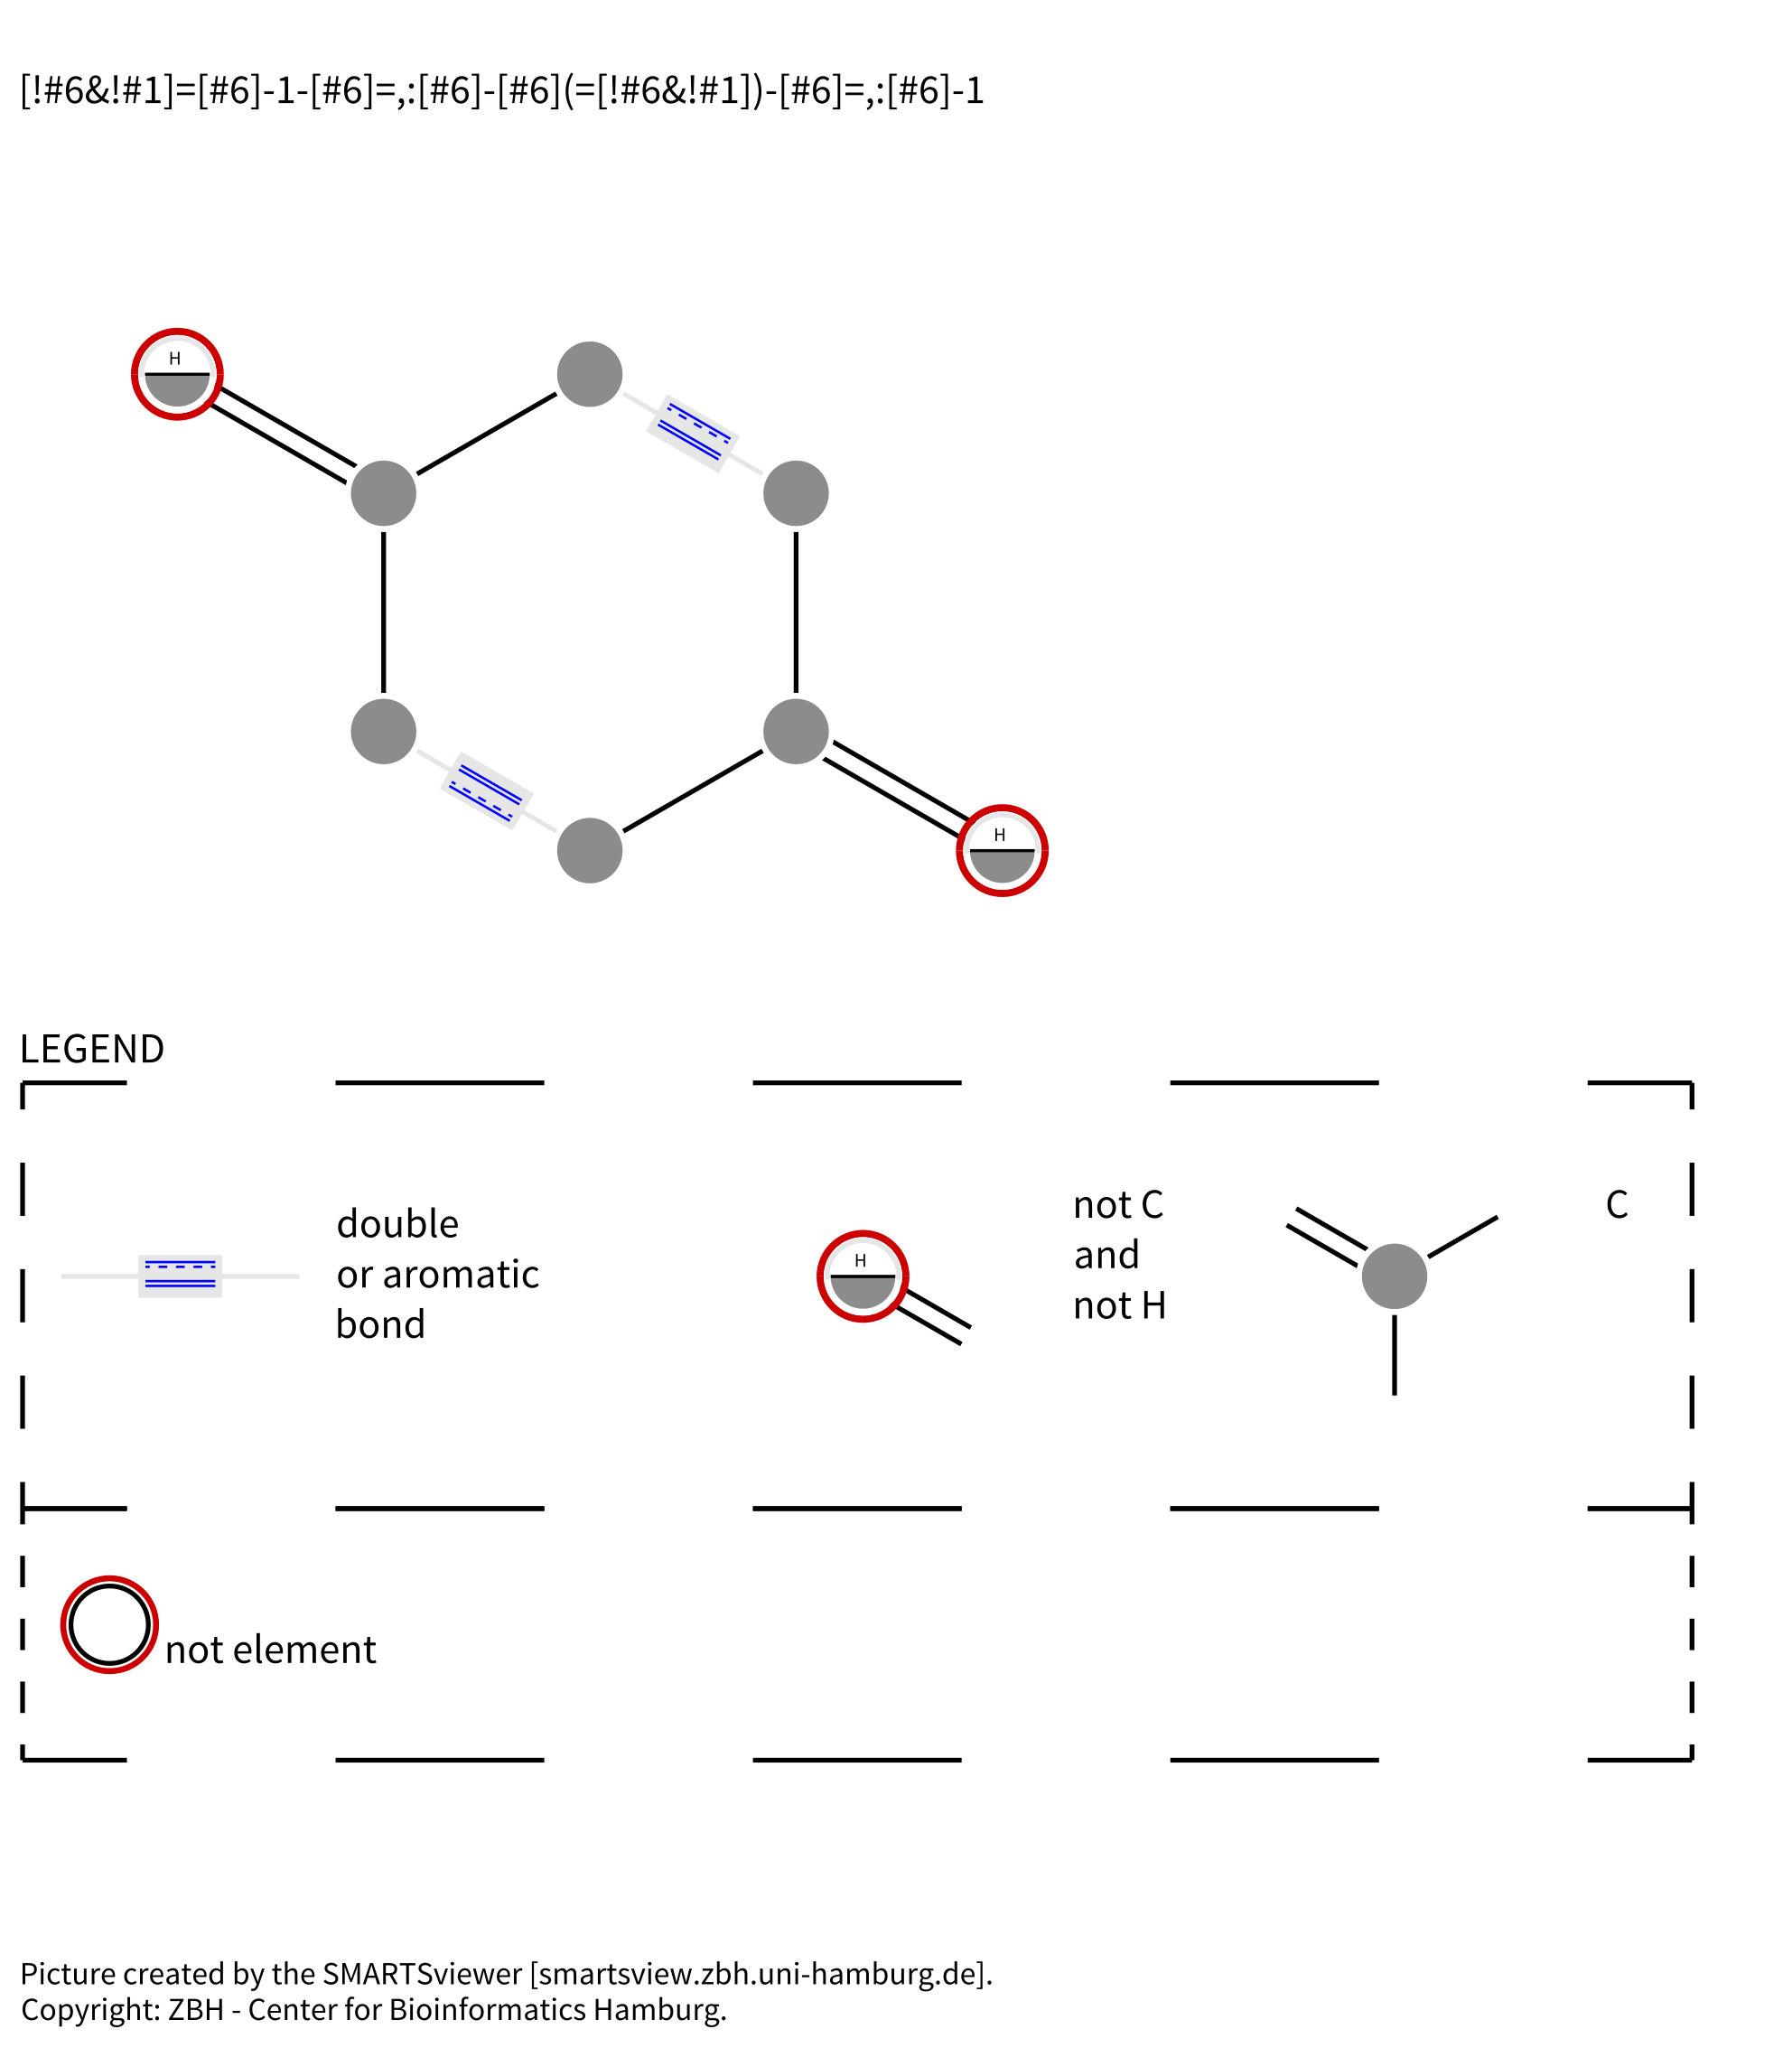 [!#6&!#1]=[#6]-1-[#6]=,:[#6]-[#6](=[!#6&!#1])-[#6]=,:[#6]-1
H
H
LEGEND
double
or aromatic
bond
H
not C
and
not H
C
not element
Picture created by the SMARTSviewer [smartsview.zbh.uni-hamburg.de].
Copyright: ZBH - Center for Bioinformatics Hamburg.